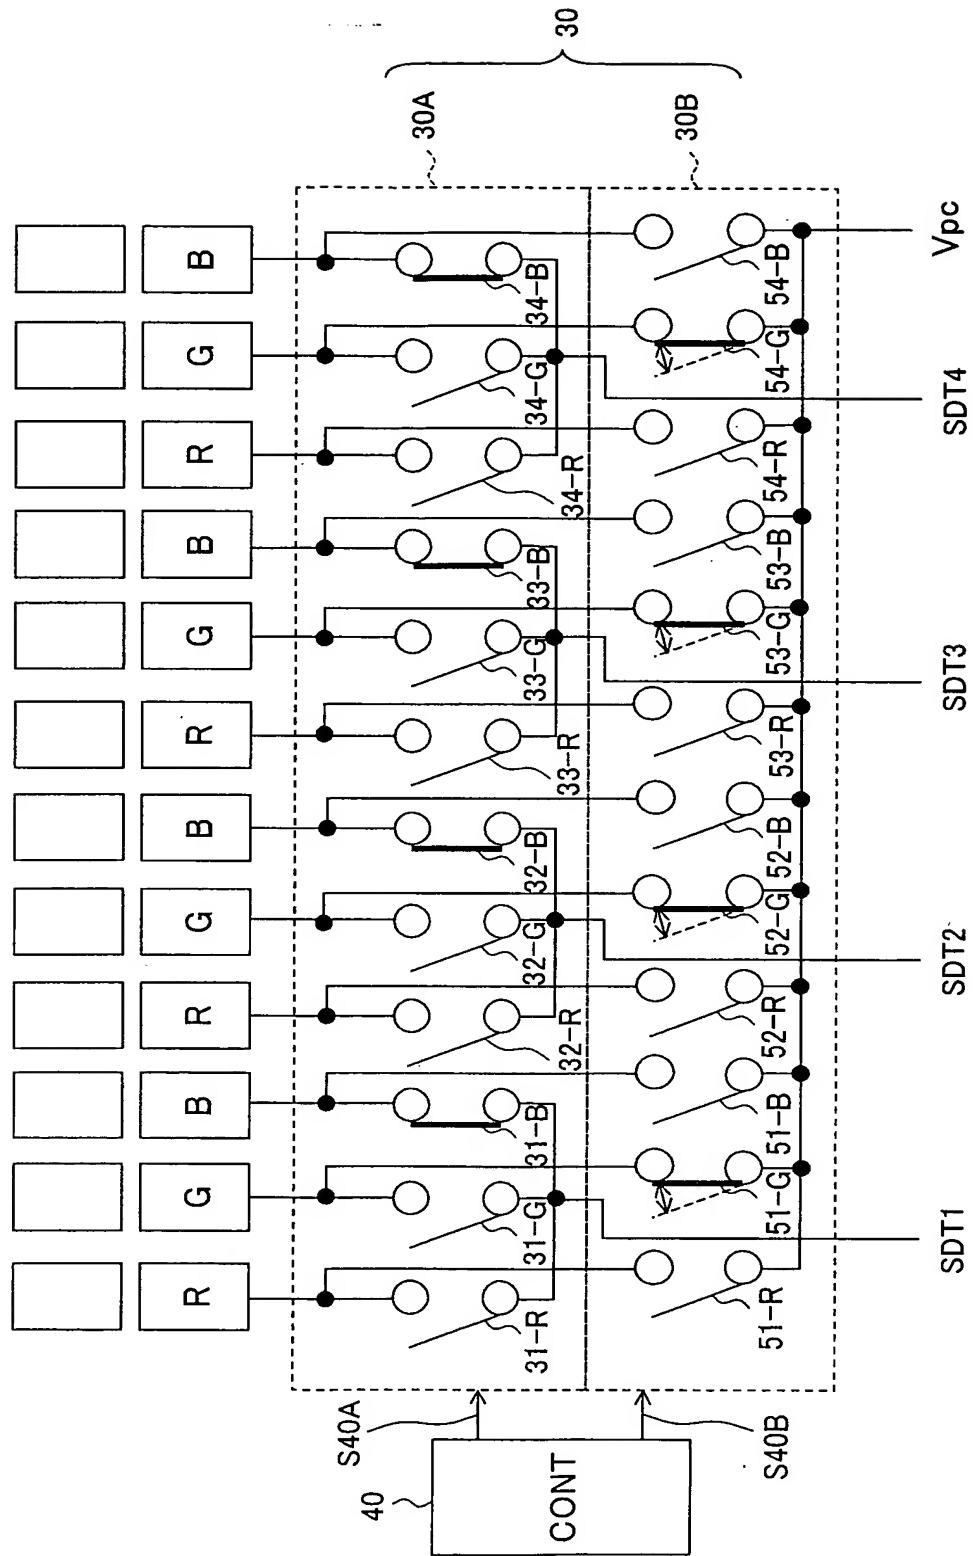 R G B R G B R G B R G B
30A
30
31-R 31-G 31-B 32-R 32-G 32-B 33-R 33-G 33-B 34-R 34-G 34-B
30B
51-R 51-G 51-B 52-R 52-G 52-B 53-R 53-G 53-B 54-R 54-G 54-B
40
CONT
S40A
S40B
SDT1 SDT2 SDT3 SDT4 Vpc